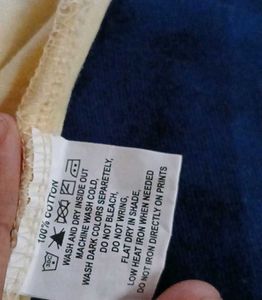 100% COTTON
WASH AND DRY INSIDE OUT
MACHINE WASH COLD,
WASH DARK COLORS SEPARETELY,
DO NOT BLEACH,
DO NOT WRING,
FLAT DRY IN SHADE,
LOW HEAT IRON WHEN NEEDED
DO NOT IRON DIRECTLY ON PRINTS